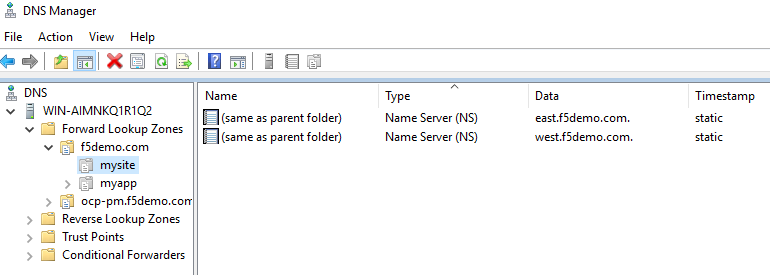 DNS Manager
File Action View Help
DNS
WIN-AIMNKQ1R1Q2
Forward Lookup Zones
f5demo.com
mysite
myapp
ocp-pm.f5demo.com
Reverse Lookup Zones
Trust Points
Conditional Forwarders
Name Type Data Timestamp
(same as parent folder) Name Server (NS) east.f5demo.com. static
(same as parent folder) Name Server (NS) west.f5demo.com. static